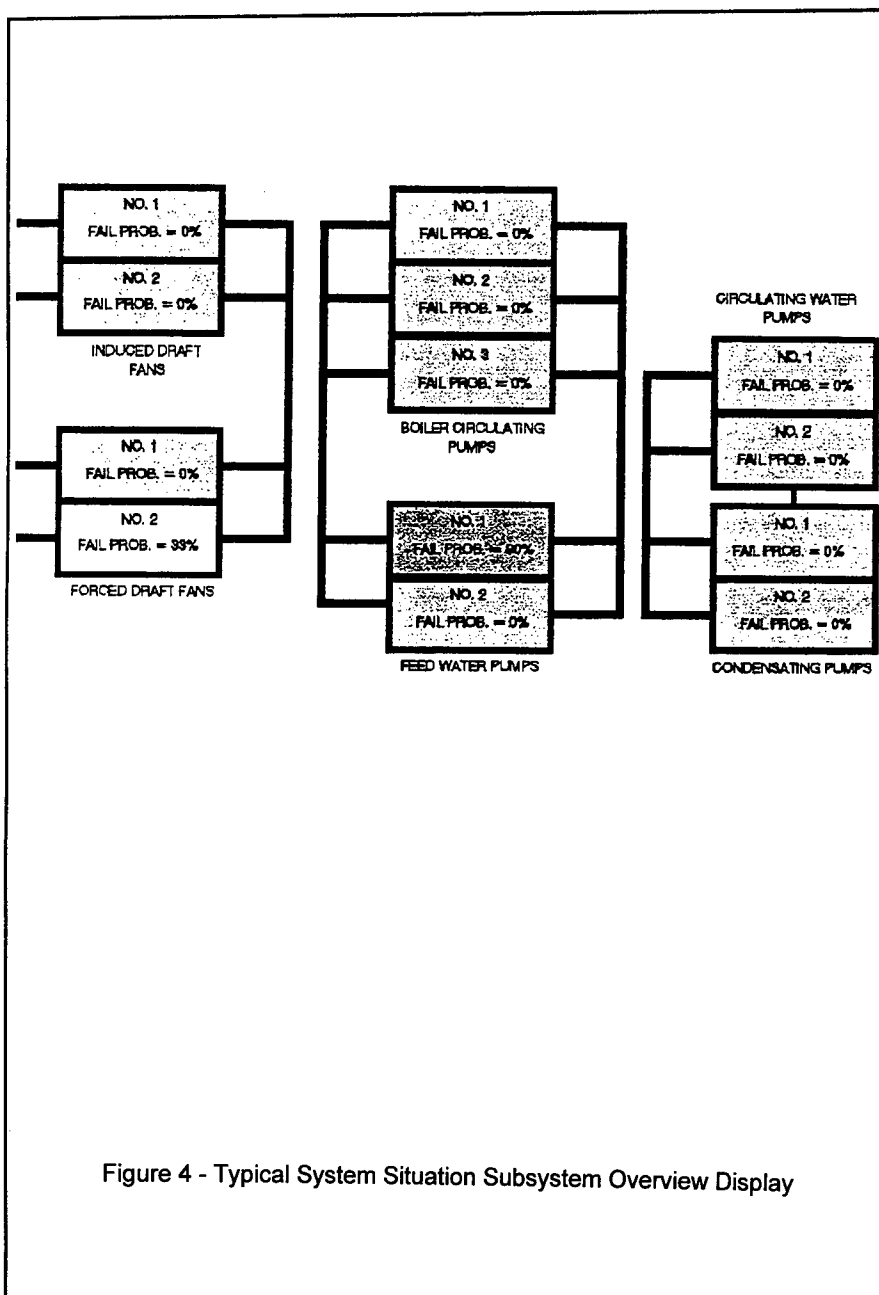 NO. 1
FAIL PROB. = 0%
NO. 2
FAIL PROB. = 0%
INDUCED DRAFT
FANS
NO. 1
FAIL PROB. = 0%
NO. 2
FAIL PROB. = 33%
FORCED DRAFT FANS
NO. 1
FAIL PROB. = 0%
NO. 2
FAIL PROB. = 0%
NO. 3
FAIL PROB. = 0%
BOILER CIRCULATING
PUMPS
NO. 1
FAIL PROB. = 90%
NO. 2
FAIL PROB. = 0%
FEED WATER PUMPS
CIRCULATING WATER
PUMPS
NO. 1
FAIL PROB. = 0%
NO. 2
FAIL PROB. = 0%
NO. 1
FAIL PROB. = 0%
NO. 2
FAIL PROB. = 0%
CONDENSATING PUMPS
Figure 4 - Typical System Situation Subsystem Overview Display